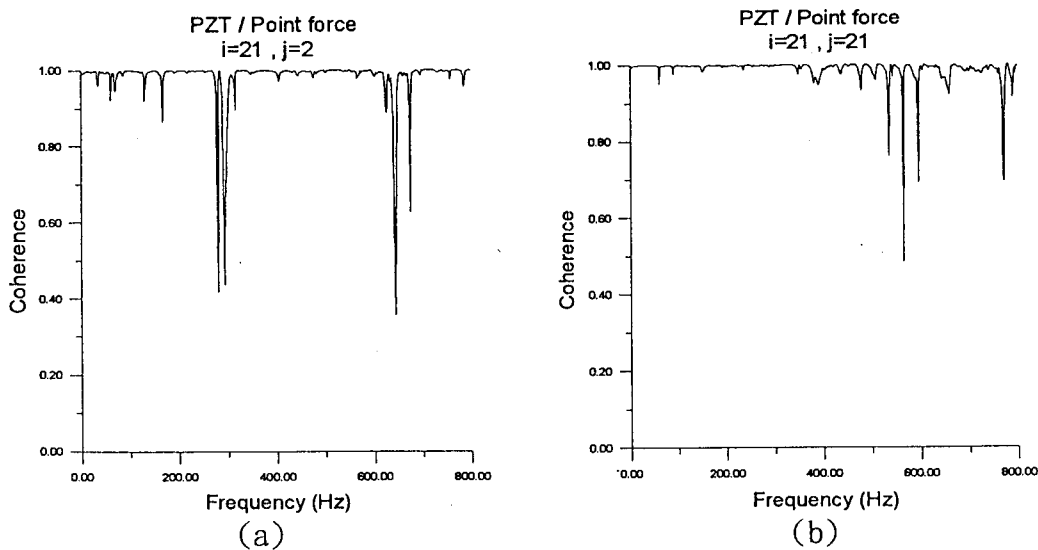 PZT / Point force
i=21 , j=2
1.00
0.80
0.60
0.40
0.20
0.00
Coherence
0.00 200.00 400.00 600.00 800.00
Frequency (Hz)
(a)
PZT / Point force
i=21 , j=21
1.00
0.80
0.60
0.40
0.20
0.00
Coherence
0.00 200.00 400.00 600.00 800.00
Frequency (Hz)
(b)